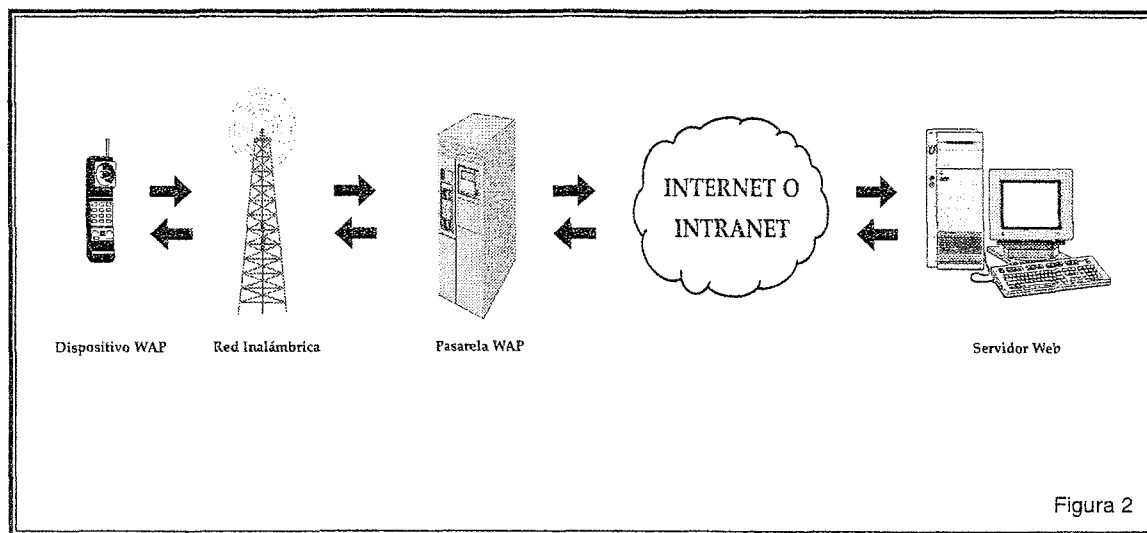 INTERNET O
INTRANET
Dispositivo WAP
Red Inalámbrica
Pasarela WAP
Servidor Web
Figura 2